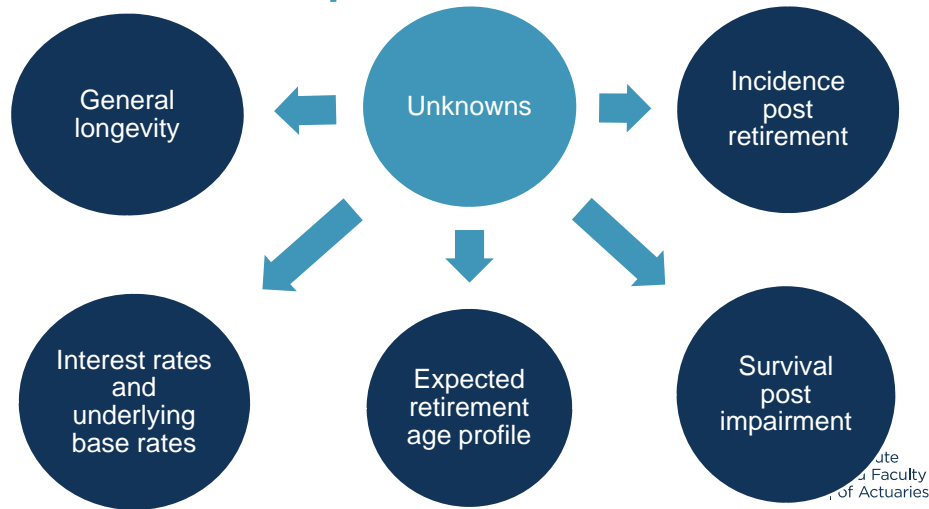 General
longevity
Unknowns
Incidence
post
retirement
Interest rates
and
underlying
base rates
Expected
retirement
age profile
Survival
post
impairment
Faculty
of Actuaries